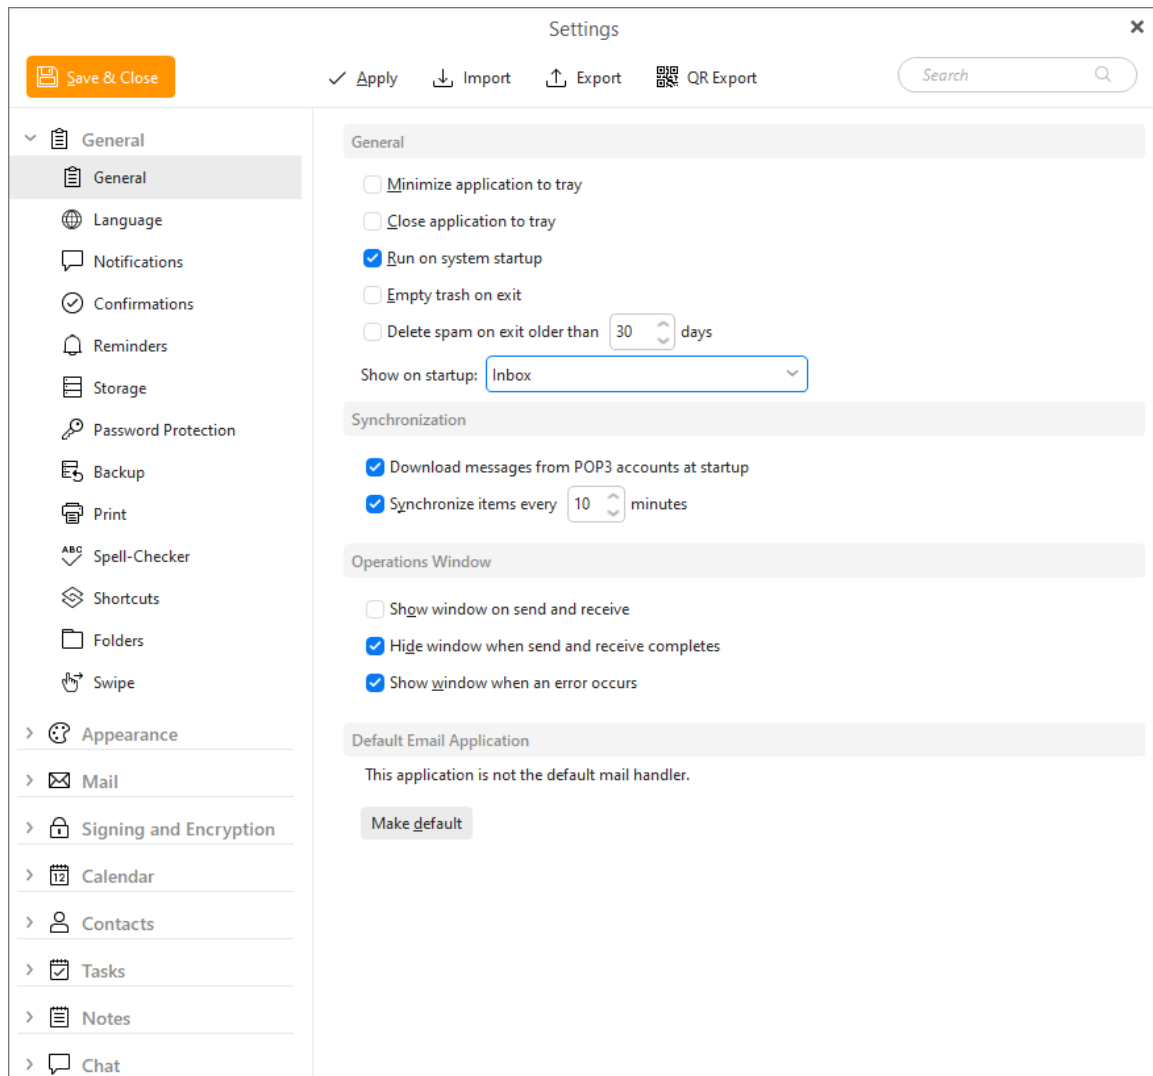 Settings
Save & Close
Apply
Import
Export
QR Export
Search
General
General
Language
Notifications
Confirmations
Reminders
Storage
Password Protection
Backup
Print
ABC
Spell-Checker
Shortcuts
Folders
Swipe
Appearance
Mail
Signing and Encryption
12
Calendar
Contacts
Tasks
Notes
Chat
General
Minimize application to tray
Close application to tray
Run on system startup
Empty trash on exit
Delete spam on exit older than 30 days
Show on startup: Inbox
Synchronization
Download messages from POP3 accounts at startup
Synchronize items every 10 minutes
Operations Window
Show window on send and receive
Hide window when send and receive completes
Show window when an error occurs
Default Email Application
This application is not the default mail handler.
Make default